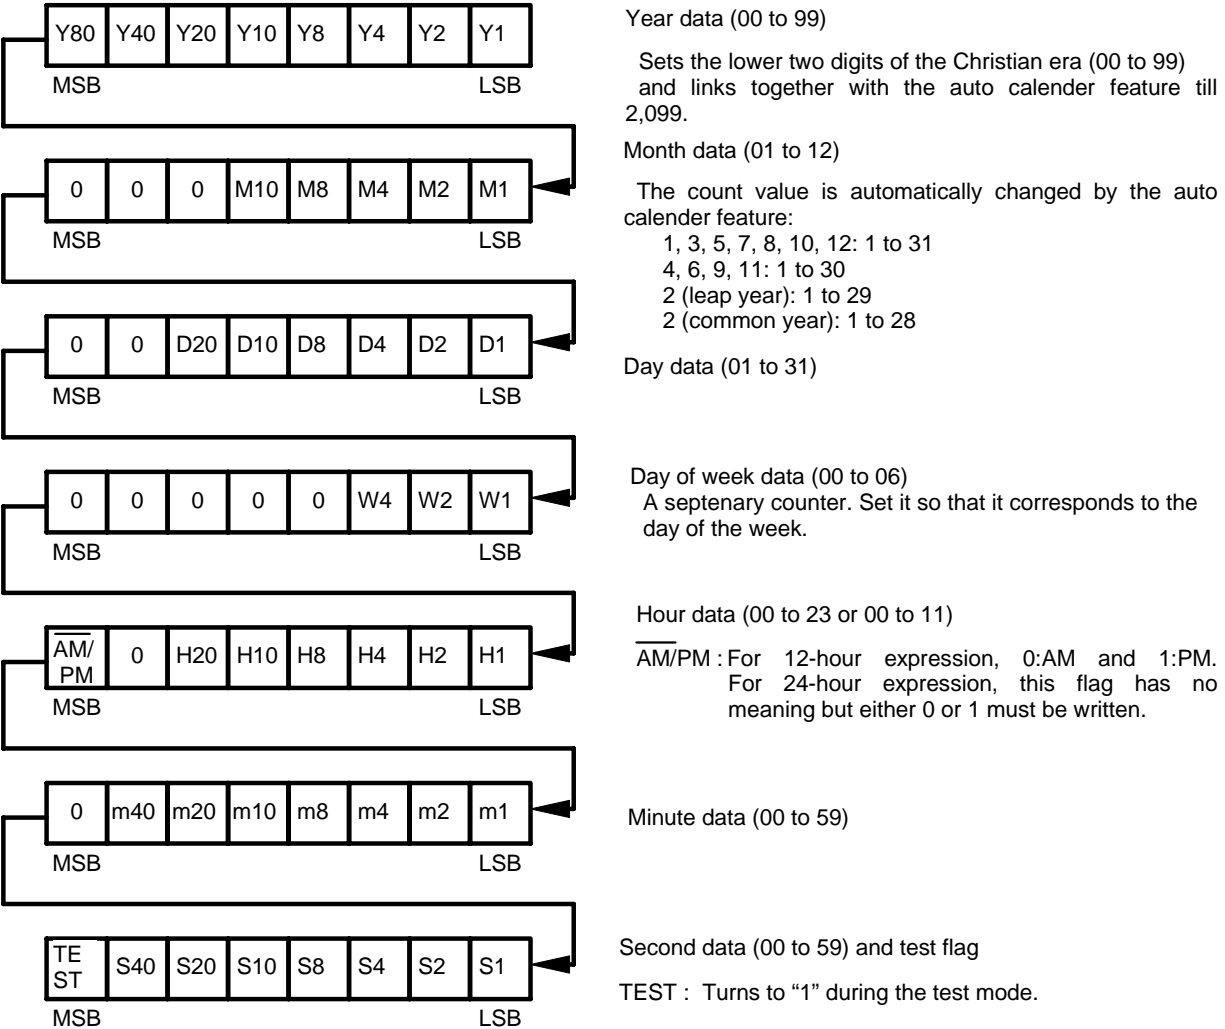 Y80 Y40 Y20 Y10 Y8 Y4 Y2 Y1
MSB LSB
Year data (00 to 99)
Sets the lower two digits of the Christian era (00 to 99)
and links together with the auto calender feature till
2,099.
0 0 0 M10 M8 M4 M2 M1
MSB LSB
Month data (01 to 12)
The count value is automatically changed by the auto
calender feature:
1, 3, 5, 7, 8, 10, 12: 1 to 31
4, 6, 9, 11: 1 to 30
2 (leap year): 1 to 29
2 (common year): 1 to 28
0 0 D20 D10 D8 D4 D2 D1
MSB LSB
Day data (01 to 31)
0 0 0 0 0 W4 W2 W1
MSB LSB
Day of week data (00 to 06)
A septenary counter. Set it so that it corresponds to the
day of the week.
AM/
PM 0 H20 H10 H8 H4 H2 H1
MSB LSB
Hour data (00 to 23 or 00 to 11)
AM/PM : For 12-hour expression, 0:AM and 1:PM.
For 24-hour expression, this flag has no
meaning but either 0 or 1 must be written.
0 m40 m20 m10 m8 m4 m2 m1
MSB LSB
Minute data (00 to 59)
TE
ST S40 S20 S10 S8 S4 S2 S1
MSB LSB
Second data (00 to 59) and test flag
TEST : Turns to “1” during the test mode.